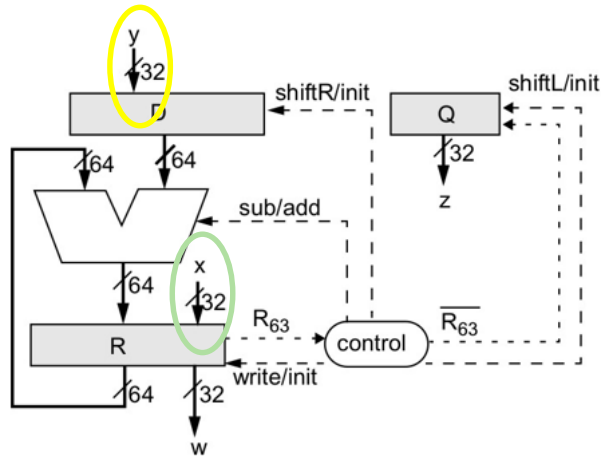 y
32
shiftR/init
shiftL/init
D
Q
64
64
32
z
sub/add
x
64
32
R
R63
control
R63
write/init
64
32
w